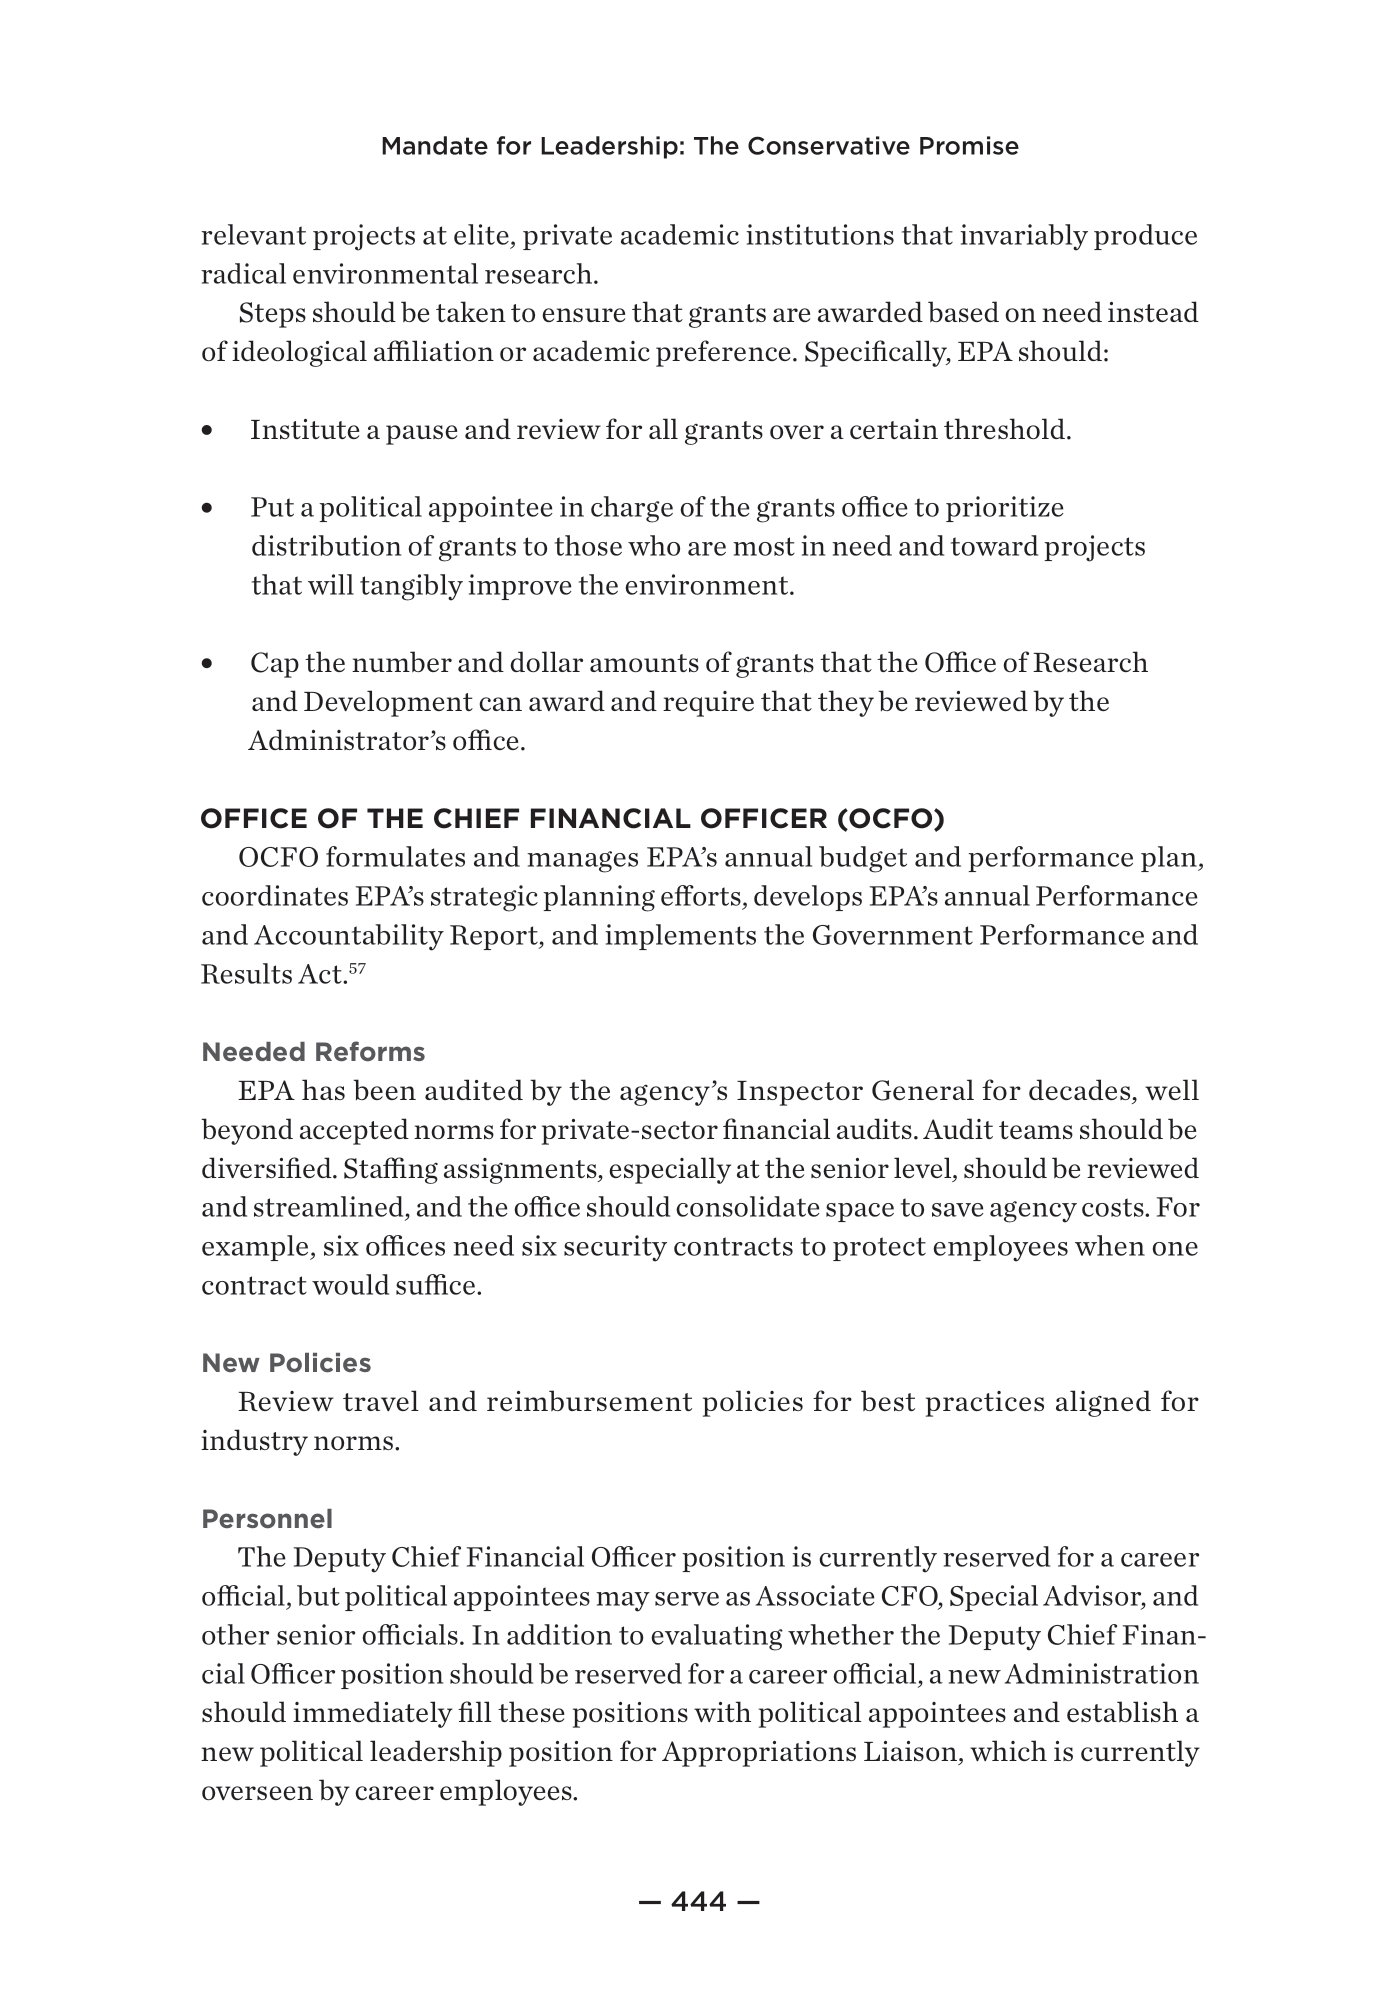 Mandate for Leadership: The Conservative Promise
relevant projects at elite, private academic institutions that invariably produce
radical environmental research.
Steps should be taken to ensure that grants are awarded based on need instead
of ideological affiliation or academic preference. Specifically, EPA should:
• Institute a pause and review for all grants over a certain threshold.
• Put a political appointee in charge of the grants office to prioritize
distribution of grants to those who are most in need and toward projects
that will tangibly improve the environment.
• Cap the number and dollar amounts of grants that the Office of Research
and Development can award and require that they be reviewed by the
Administrator’s office.
OFFICE OF THE CHIEF FINANCIAL OFFICER (OCFO)
OCFO formulates and manages EPA’s annual budget and performance plan,
coordinates EPA’s strategic planning efforts, develops EPA’s annual Performance
and Accountability Report, and implements the Government Performance and
Results Act.57
Needed Reforms
EPA has been audited by the agency’s Inspector General for decades, well
beyond accepted norms for private-sector financial audits. Audit teams should be
diversified. Staffing assignments, especially at the senior level, should be reviewed
and streamlined, and the office should consolidate space to save agency costs. For
example, six offices need six security contracts to protect employees when one
contract would suffice.
New Policies
Review travel and reimbursement policies for best practices aligned for
industry norms.
Personnel
The Deputy Chief Financial Officer position is currently reserved for a career
official, but political appointees may serve as Associate CFO, Special Advisor, and
other senior officials. In addition to evaluating whether the Deputy Chief Finan-
cial Officer position should be reserved for a career official, a new Administration
should immediately fill these positions with political appointees and establish a
new political leadership position for Appropriations Liaison, which is currently
overseen by career employees.
— 444 —